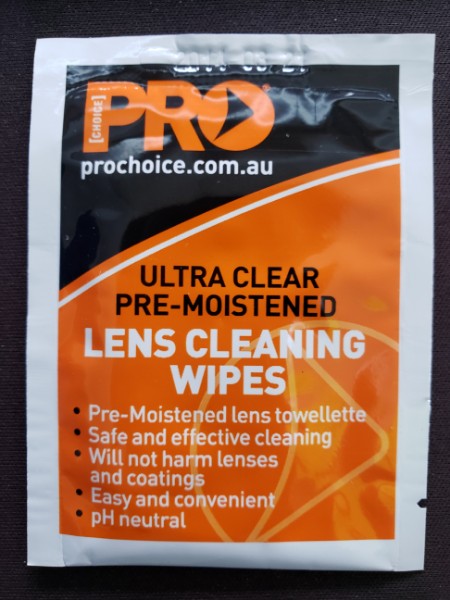 [CHOICE]
PRO®
prochoice.com.au
ULTRA CLEAR
PRE-MOISTENED
LENS CLEANING
WIPES
• Pre-Moistened lens towellette
• Safe and effective cleaning
• Will not harm lenses
and coatings
• Easy and convenient
• pH neutral